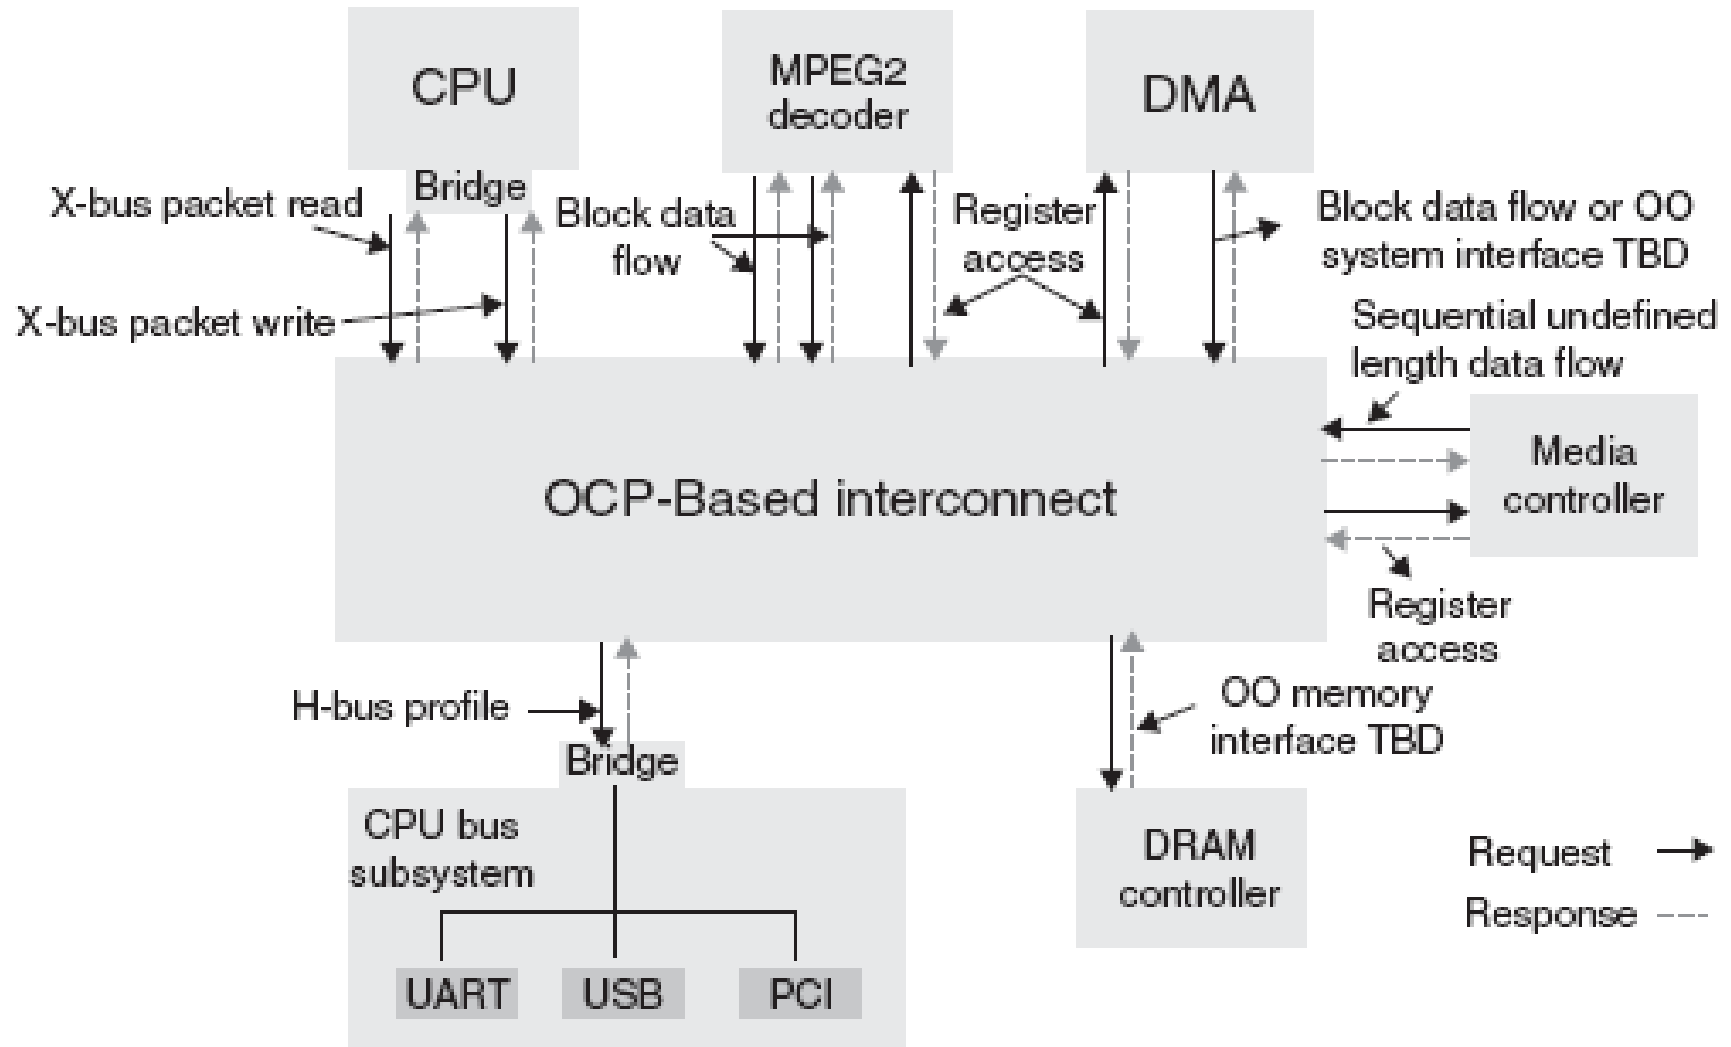 CPU
MPEG2
decoder
DMA
Bridge
X-bus packet read
X-bus packet write
Block data
flow
Register
access
Block data flow or OO
system interface TBD
Sequential undefined
length data flow
Media
controller
OCP-Based interconnect
Register
access
H-bus profile
Bridge
OO memory
interface TBD
CPU bus
subsystem
UART
USB
PCI
DRAM
controller
Request
Response